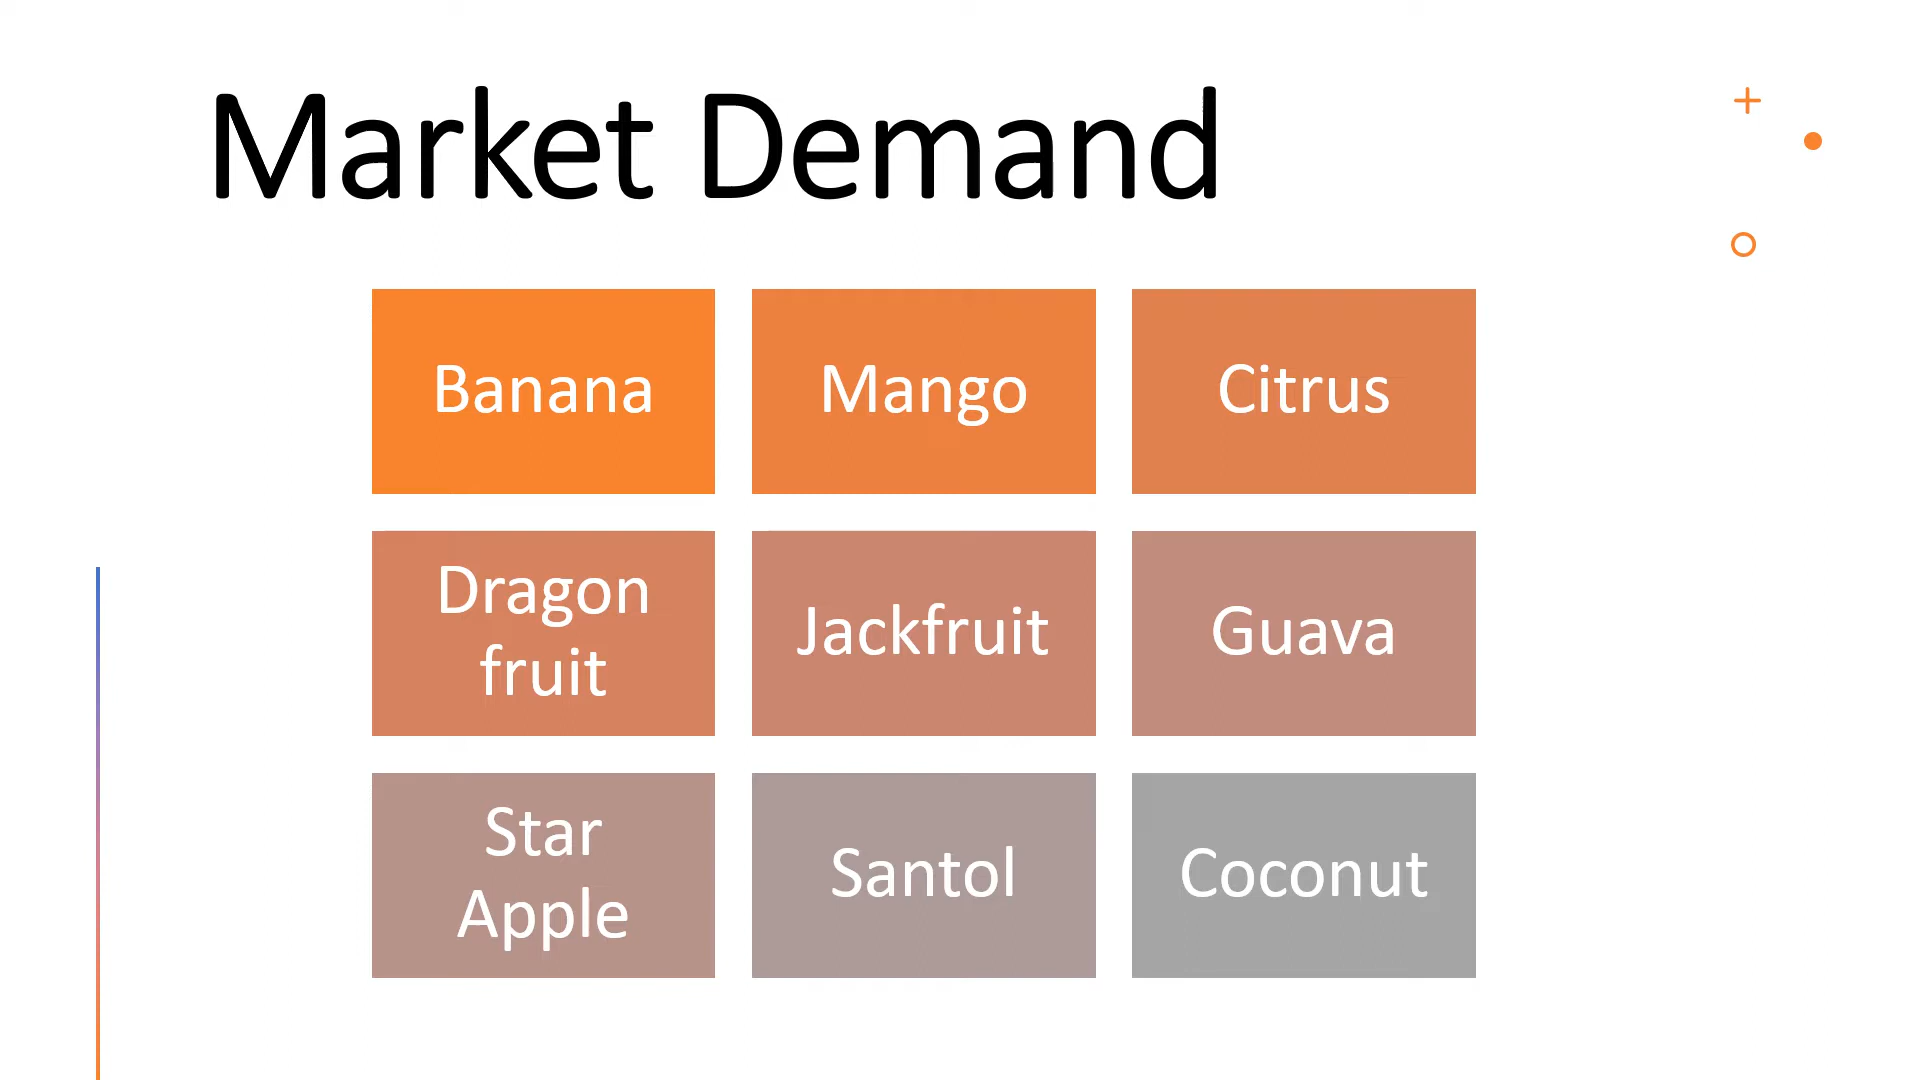 Market Demand
Banana
Mango
Citrus
Dragon
fruit
Jackfruit
Guava
Star
Apple
Santol
Coconut